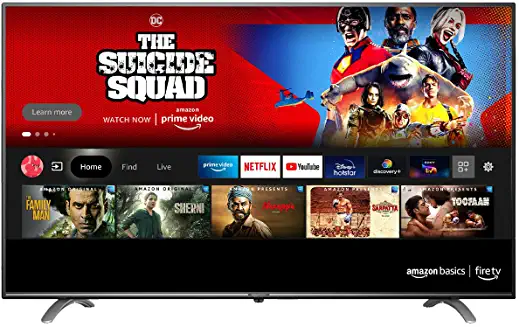 DC
THE
SUICIDE
SQUAD
WATCH NOW | amazon prime video
Learn more
Home Find Live
prime video NETFLIX YouTube Disney+ hotstar discovery+
AMAZON ORIGINAL AMAZON ORIGINAL AMAZON PRESENTS AMAZON PRESENTS AMAZON PRESENTS
THE FAMILY MAN SHERNI SARPATTA TOOFAAN
amazon basics | fire tv